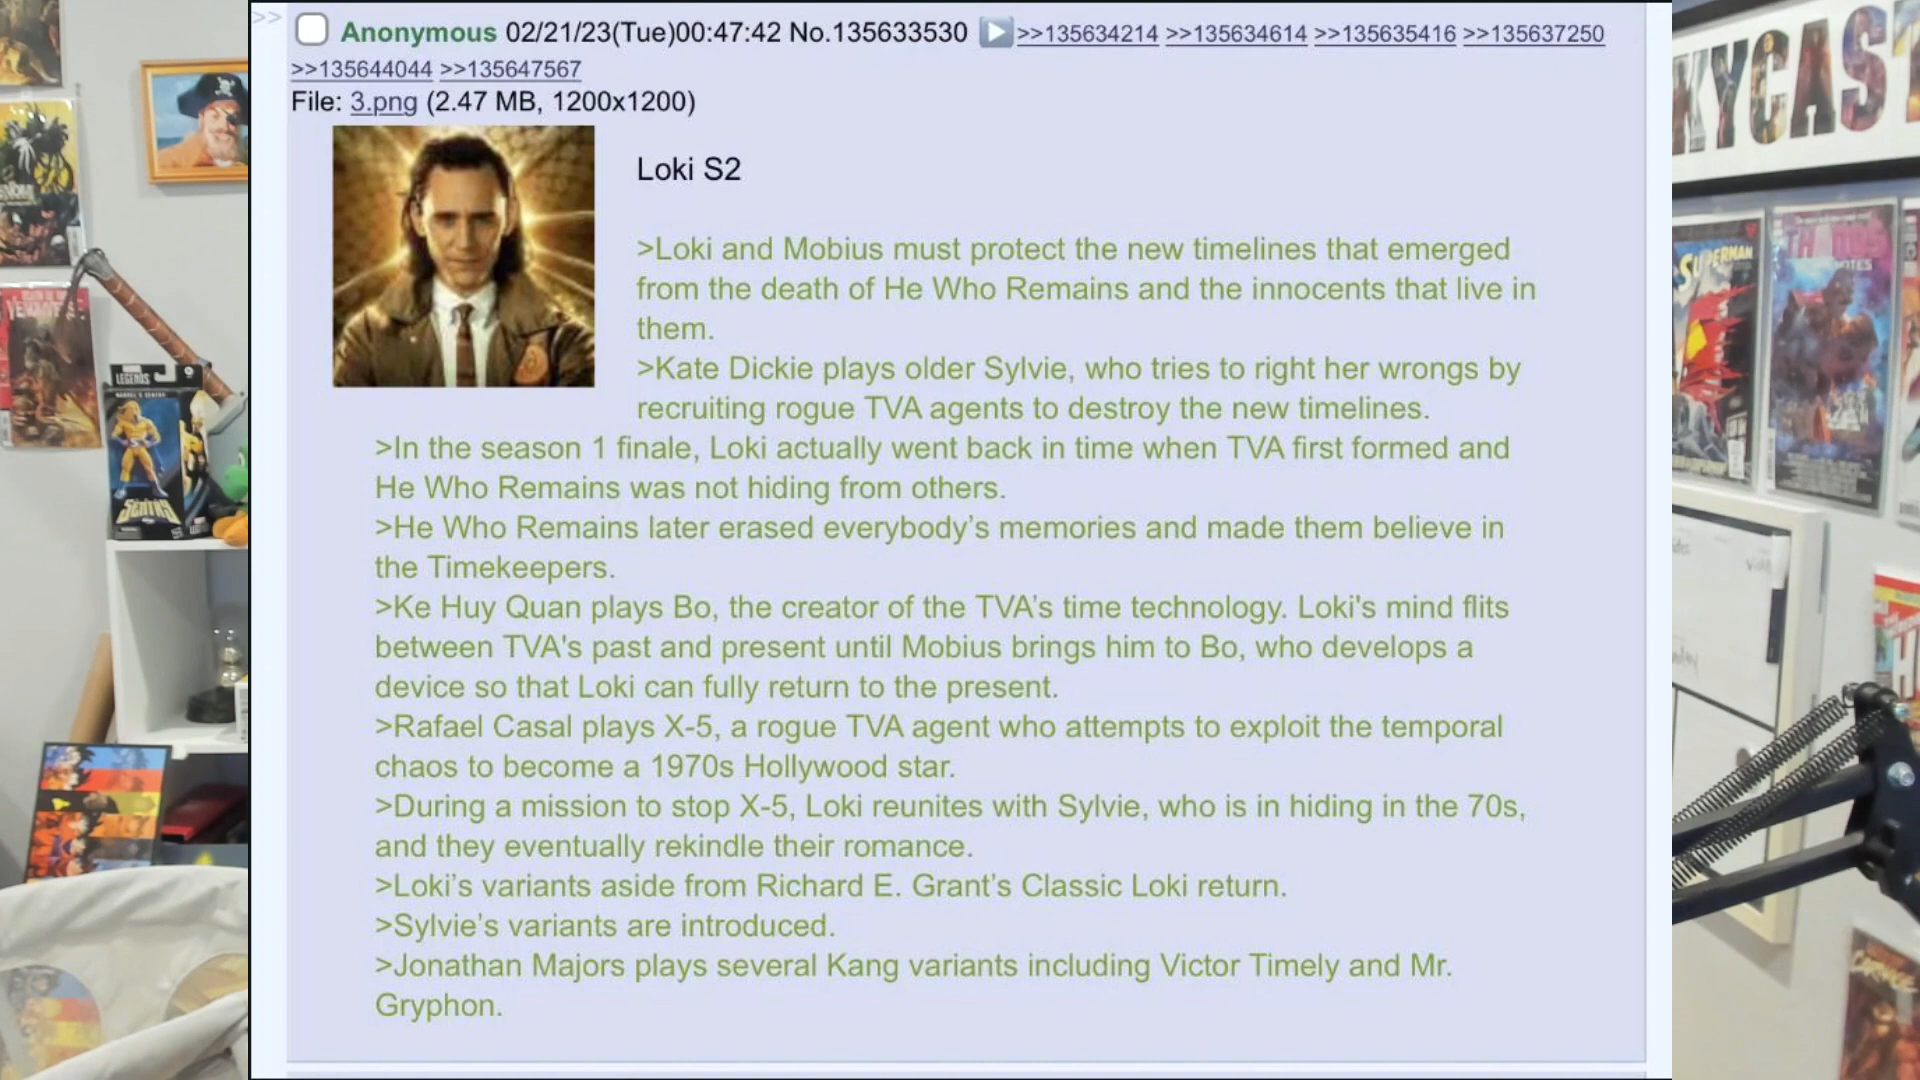 >> Anonymous 02/21/23(Tue)00:47:42 No.135633530 >>135634214 >>135634614 >>135635416 >>135637250
>>135644044 >>135647567
File: 3.png (2.47 MB, 1200x1200)
Loki S2
>Loki and Mobius must protect the new timelines that emerged
from the death of He Who Remains and the innocents that live in
them.
>Kate Dickie plays older Sylvie, who tries to right her wrongs by
recruiting rogue TVA agents to destroy the new timelines.
>In the season 1 finale, Loki actually went back in time when TVA first formed and
He Who Remains was not hiding from others.
>He Who Remains later erased everybody’s memories and made them believe in
the Timekeepers.
>Ke Huy Quan plays Bo, the creator of the TVA’s time technology. Loki's mind flits
between TVA's past and present until Mobius brings him to Bo, who develops a
device so that Loki can fully return to the present.
>Rafael Casal plays X-5, a rogue TVA agent who attempts to exploit the temporal
chaos to become a 1970s Hollywood star.
>During a mission to stop X-5, Loki reunites with Sylvie, who is in hiding in the 70s,
and they eventually rekindle their romance.
>Loki’s variants aside from Richard E. Grant’s Classic Loki return.
>Sylvie’s variants are introduced.
>Jonathan Majors plays several Kang variants including Victor Timely and Mr.
Gryphon.
KYCAST
SUPERMAN
LEGENDS
SENTRY